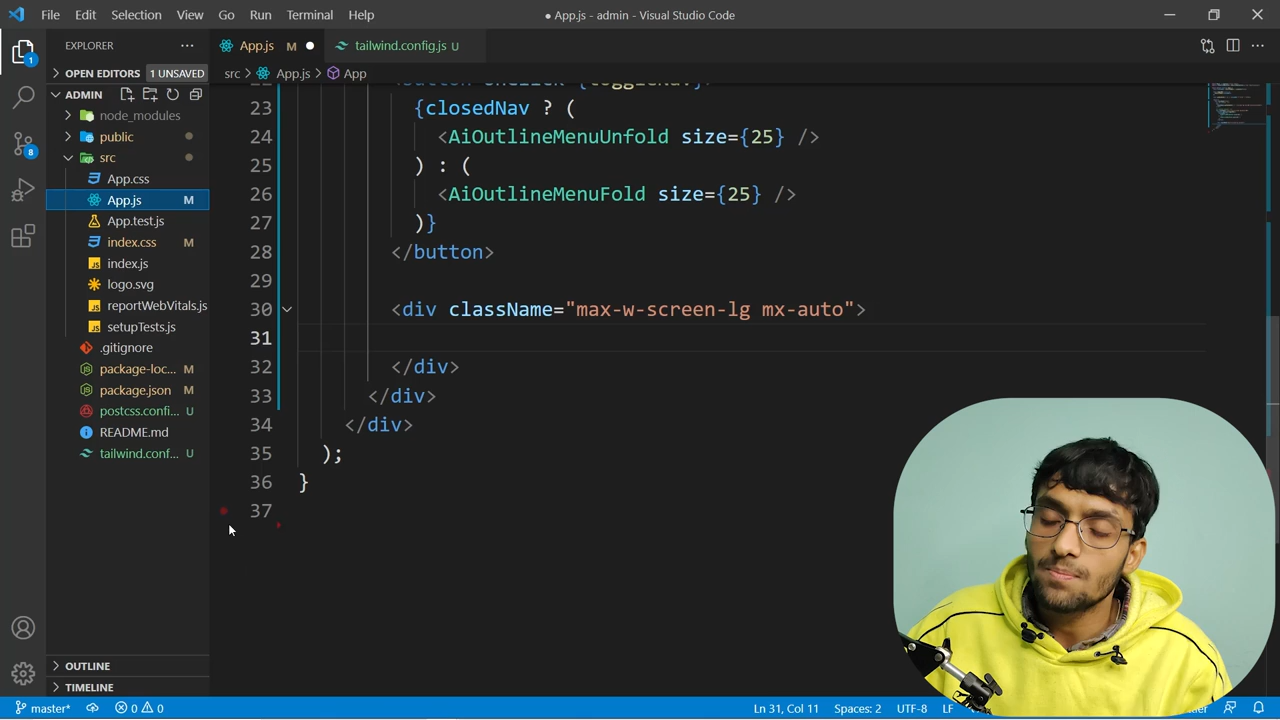 File Edit Selection View Go Run Terminal Help
● App.js - admin - Visual Studio Code
EXPLORER
OPEN EDITORS 1 UNSAVED
ADMIN
node_modules
public
src
App.css
App.js M
App.test.js
index.css M
index.js
logo.svg
reportWebVitals.js
setupTests.js
.gitignore
package-loc... M
package.json M
postcss.confi... U
README.md
tailwind.conf... U
OUTLINE
TIMELINE
1
8
App.js M
tailwind.config.js U
src > App.js > App
23 {closedNav ? (
24 <AiOutlineMenuUnfold size={25} />
25 ) : (
26 <AiOutlineMenuFold size={25} />
27 )}
28 </button>
29
30 <div className="max-w-screen-lg mx-auto">
31
32 </div>
33 </div>
34 </div>
35 );
36 }
37
master* 0 0
Ln 31, Col 11 Spaces: 2 UTF-8 LF